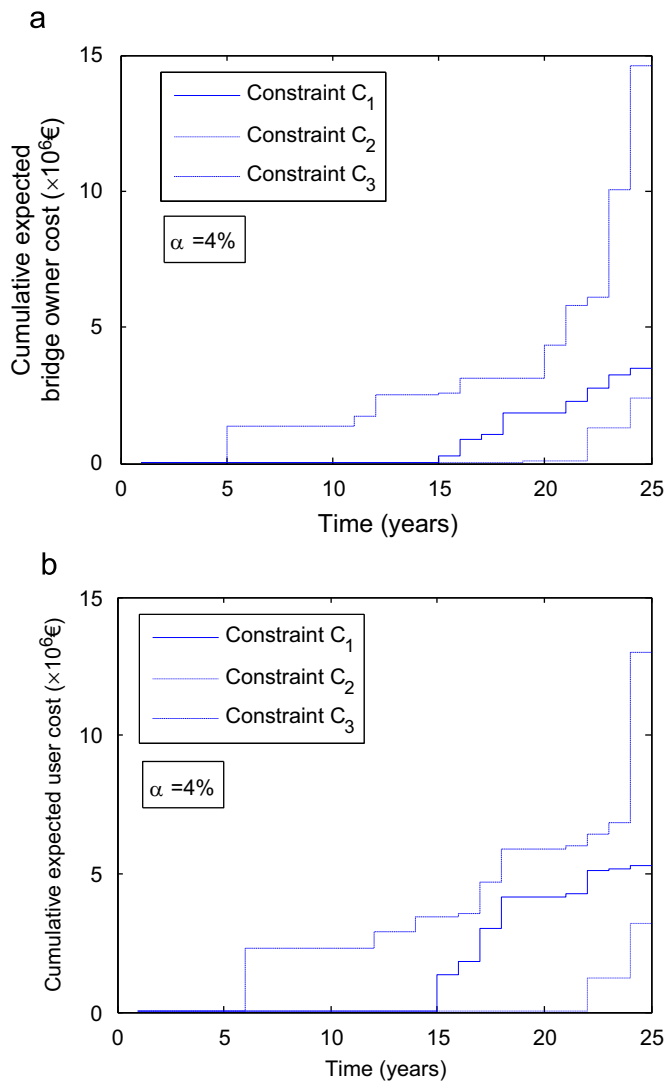 a
Cumulative expected
bridge owner cost (×10⁶€)
15
10
5
0
Constraint C₁
Constraint C₂
Constraint C₃
α =4%
0 5 10 15 20 25
Time (years)
b
Cumulative expected user cost (×10⁶€)
15
10
5
0
Constraint C₁
Constraint C₂
Constraint C₃
α =4%
0 5 10 15 20 25
Time (years)